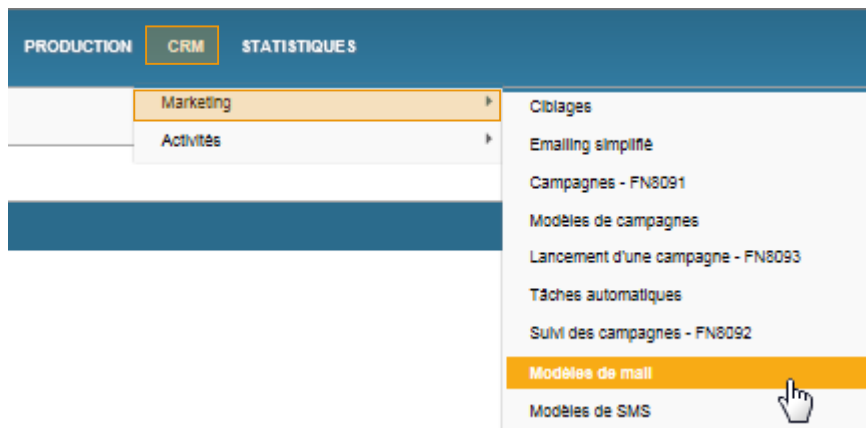 PRODUCTION CRM STATISTIQUES
Marketing
Activités
Ciblages
Emailing simplifié
Campagnes - FN8091
Modèles de campagnes
Lancement d'une campagne - FN8093
Tâches automatiques
Suivi des campagnes - FN8092
Modèles de mail
Modèles de SMS